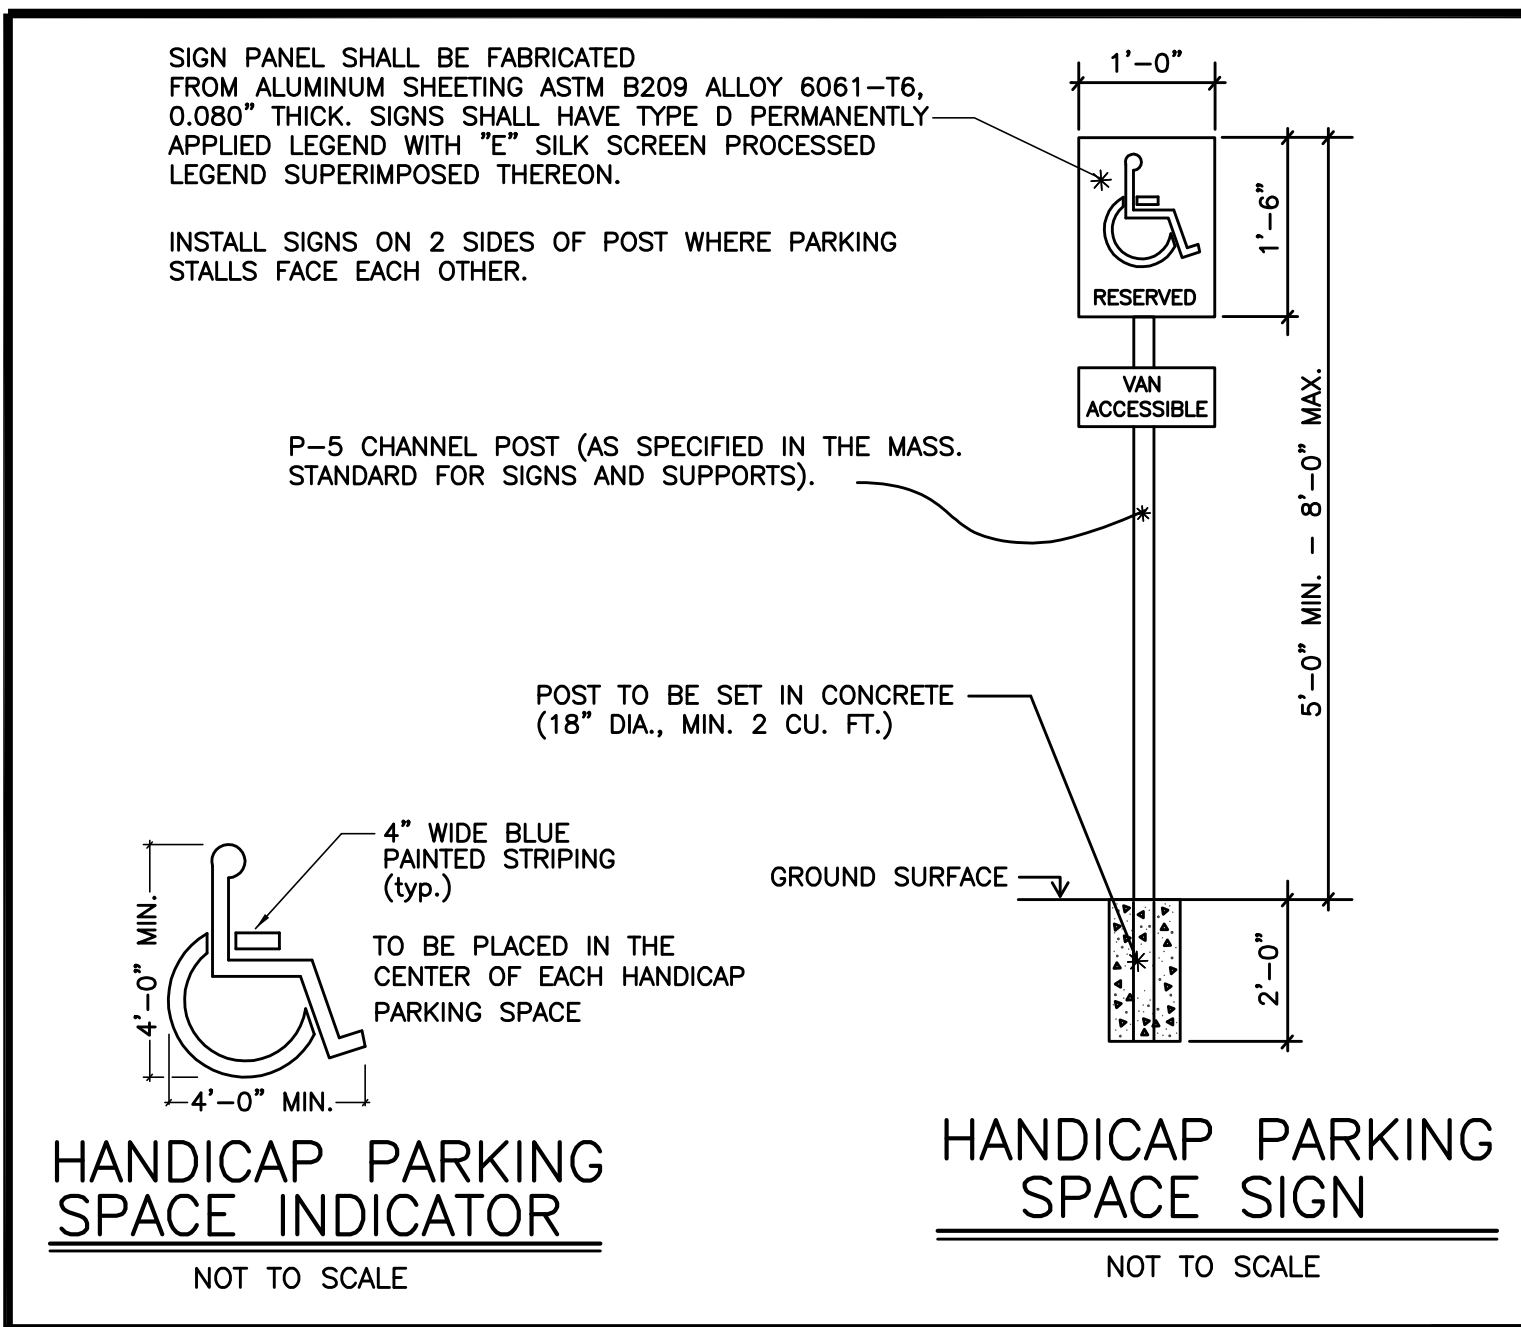 SIGN PANEL SHALL BE FABRICATED
FROM ALUMINUM SHEETING ASTM B209 ALLOY 6061-T6,
0.080" THICK. SIGNS SHALL HAVE TYPE D PERMANENTLY
APPLIED LEGEND WITH "E" SILK SCREEN PROCESSED
LEGEND SUPERIMPOSED THEREON.
INSTALL SIGNS ON 2 SIDES OF POST WHERE PARKING
STALLS FACE EACH OTHER.
1'-0"
1'-6"
RESERVED
VAN
ACCESSIBLE
5'-0" MIN. - 8'-0" MAX.
P-5 CHANNEL POST (AS SPECIFIED IN THE MASS.
STANDARD FOR SIGNS AND SUPPORTS).
POST TO BE SET IN CONCRETE
(18" DIA., MIN. 2 CU. FT.)
GROUND SURFACE
2'-0"
4" WIDE BLUE
PAINTED STRIPING
(typ.)
TO BE PLACED IN THE
CENTER OF EACH HANDICAP
PARKING SPACE
4'-0" MIN.
4'-0" MIN.
HANDICAP PARKING
SPACE INDICATOR
NOT TO SCALE
HANDICAP PARKING
SPACE SIGN
NOT TO SCALE